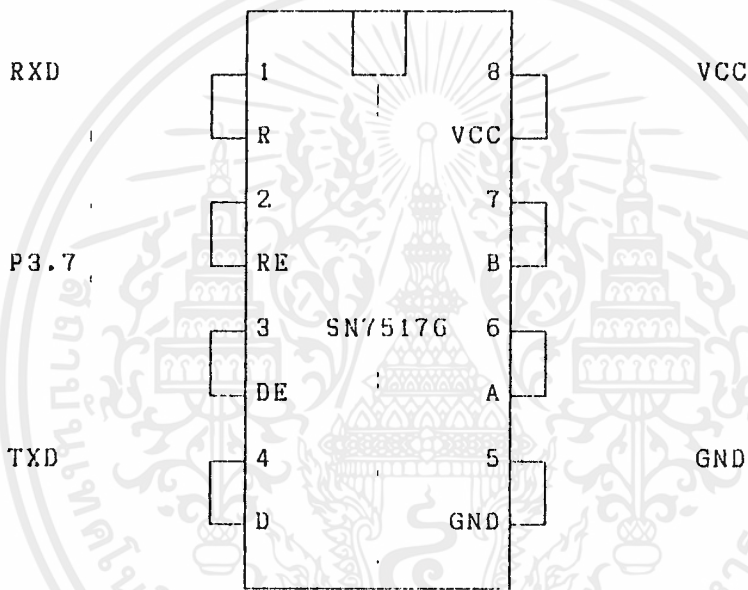 RXD 1 8 VCC
R VCC
2 7
P3.7 RE B
3 SN75176 6
DE A
TXD 4 5 GND
D GND